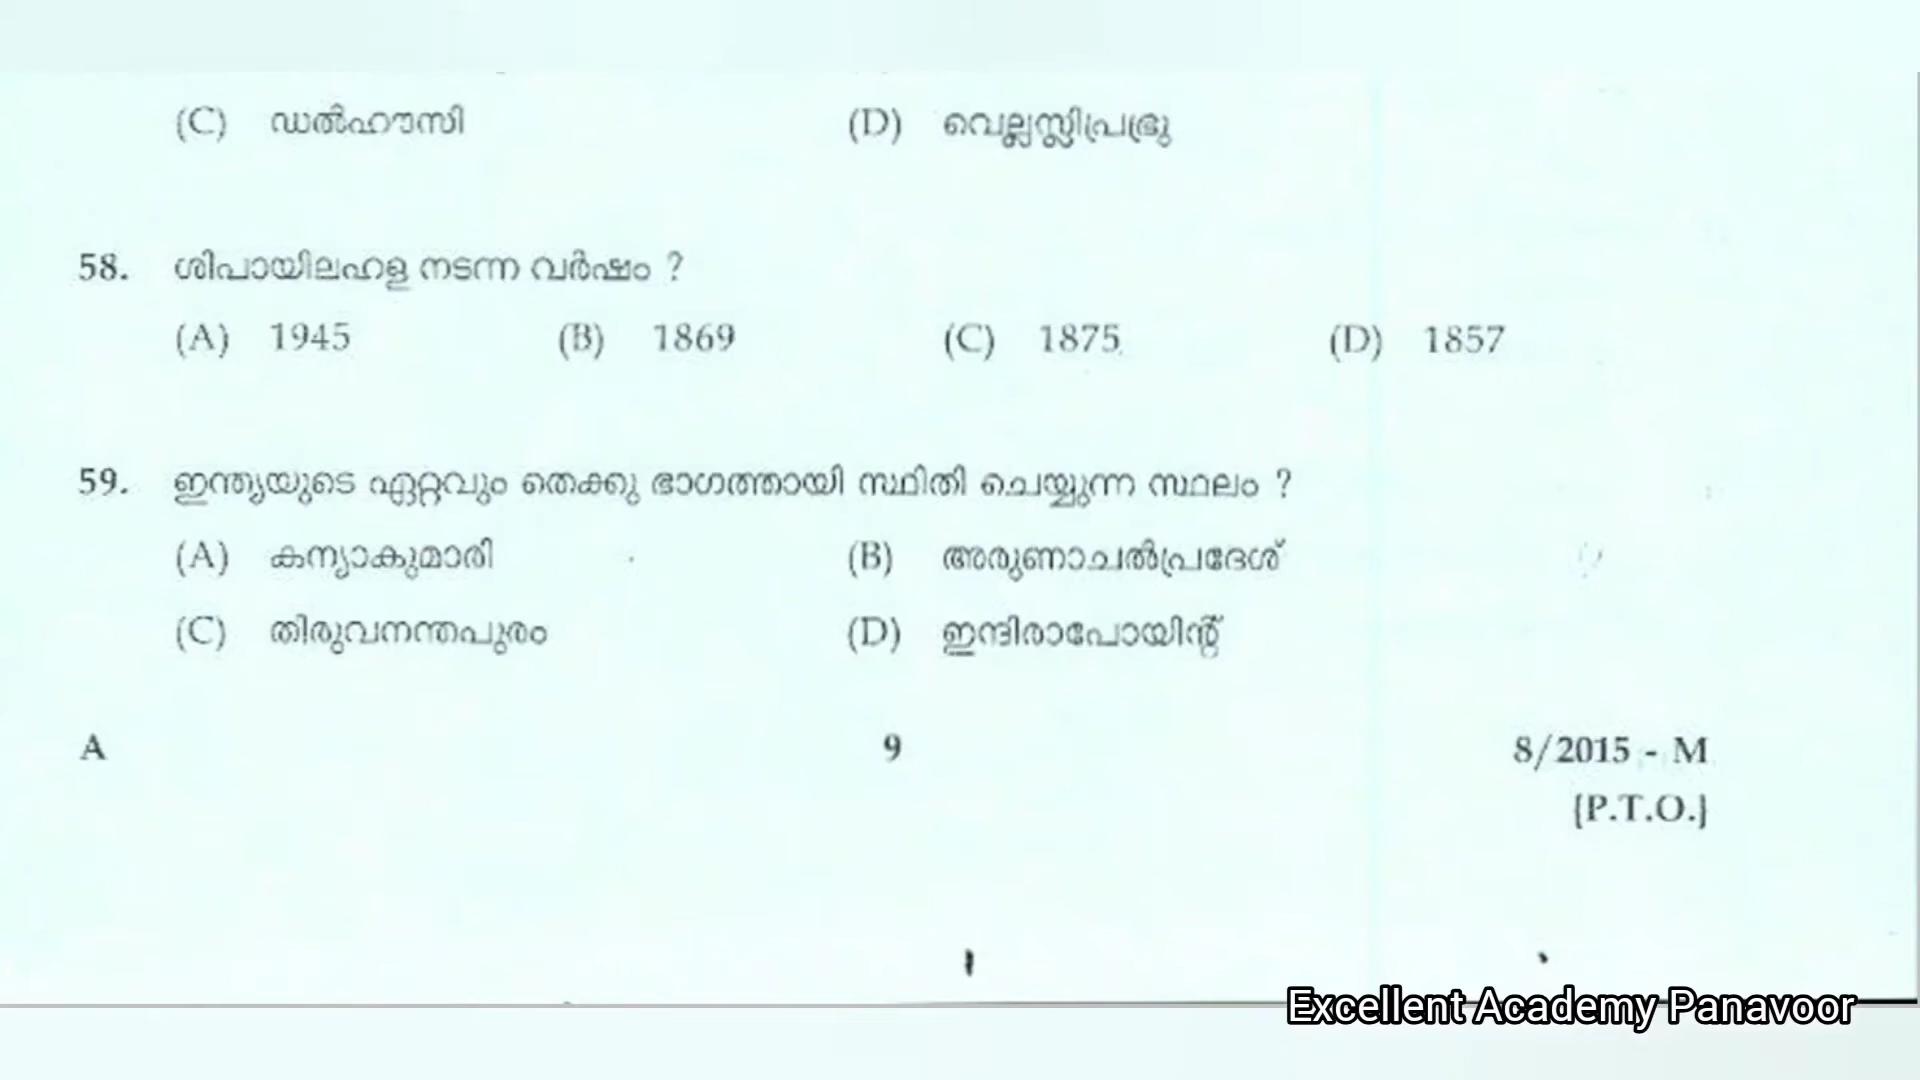 (C) ഡൽഹൗസി (D) വെല്ലസ്ലിപ്രഭു
58. ശിപായിലഹള നടന്ന വർഷം ?
(A) 1945 (B) 1869 (C) 1875 (D) 1857
59. ഇന്ത്യയുടെ ഏറ്റവും തെക്കു ഭാഗത്തായി സ്ഥിതി ചെയ്യുന്ന സ്ഥലം ?
(A) കന്യാകുമാരി (B) അരുണാചൽപ്രദേശ്
(C) തിരുവനന്തപുരം (D) ഇന്ദിരാപോയിന്റ്
A 9 8/2015 - M
{P.T.O.}
Excellent Academy Panavoor